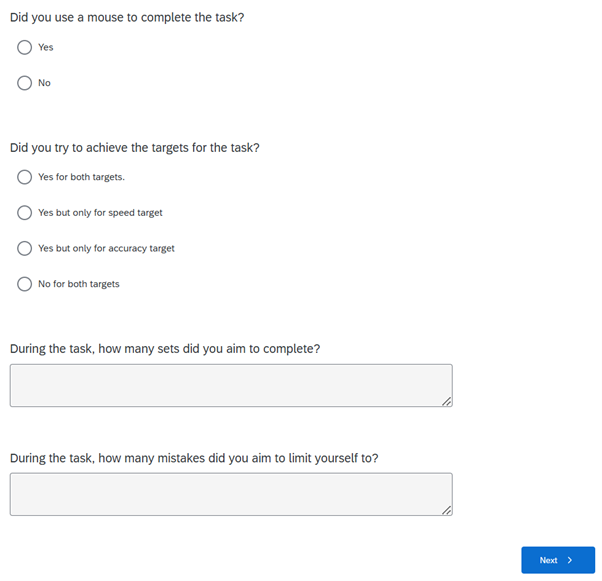 Did you use a mouse to complete the task?
Yes
No
Did you try to achieve the targets for the task?
Yes for both targets.
Yes but only for speed target
Yes but only for accuracy target
No for both targets
During the task, how many sets did you aim to complete?
During the task, how many mistakes did you aim to limit yourself to?
Next